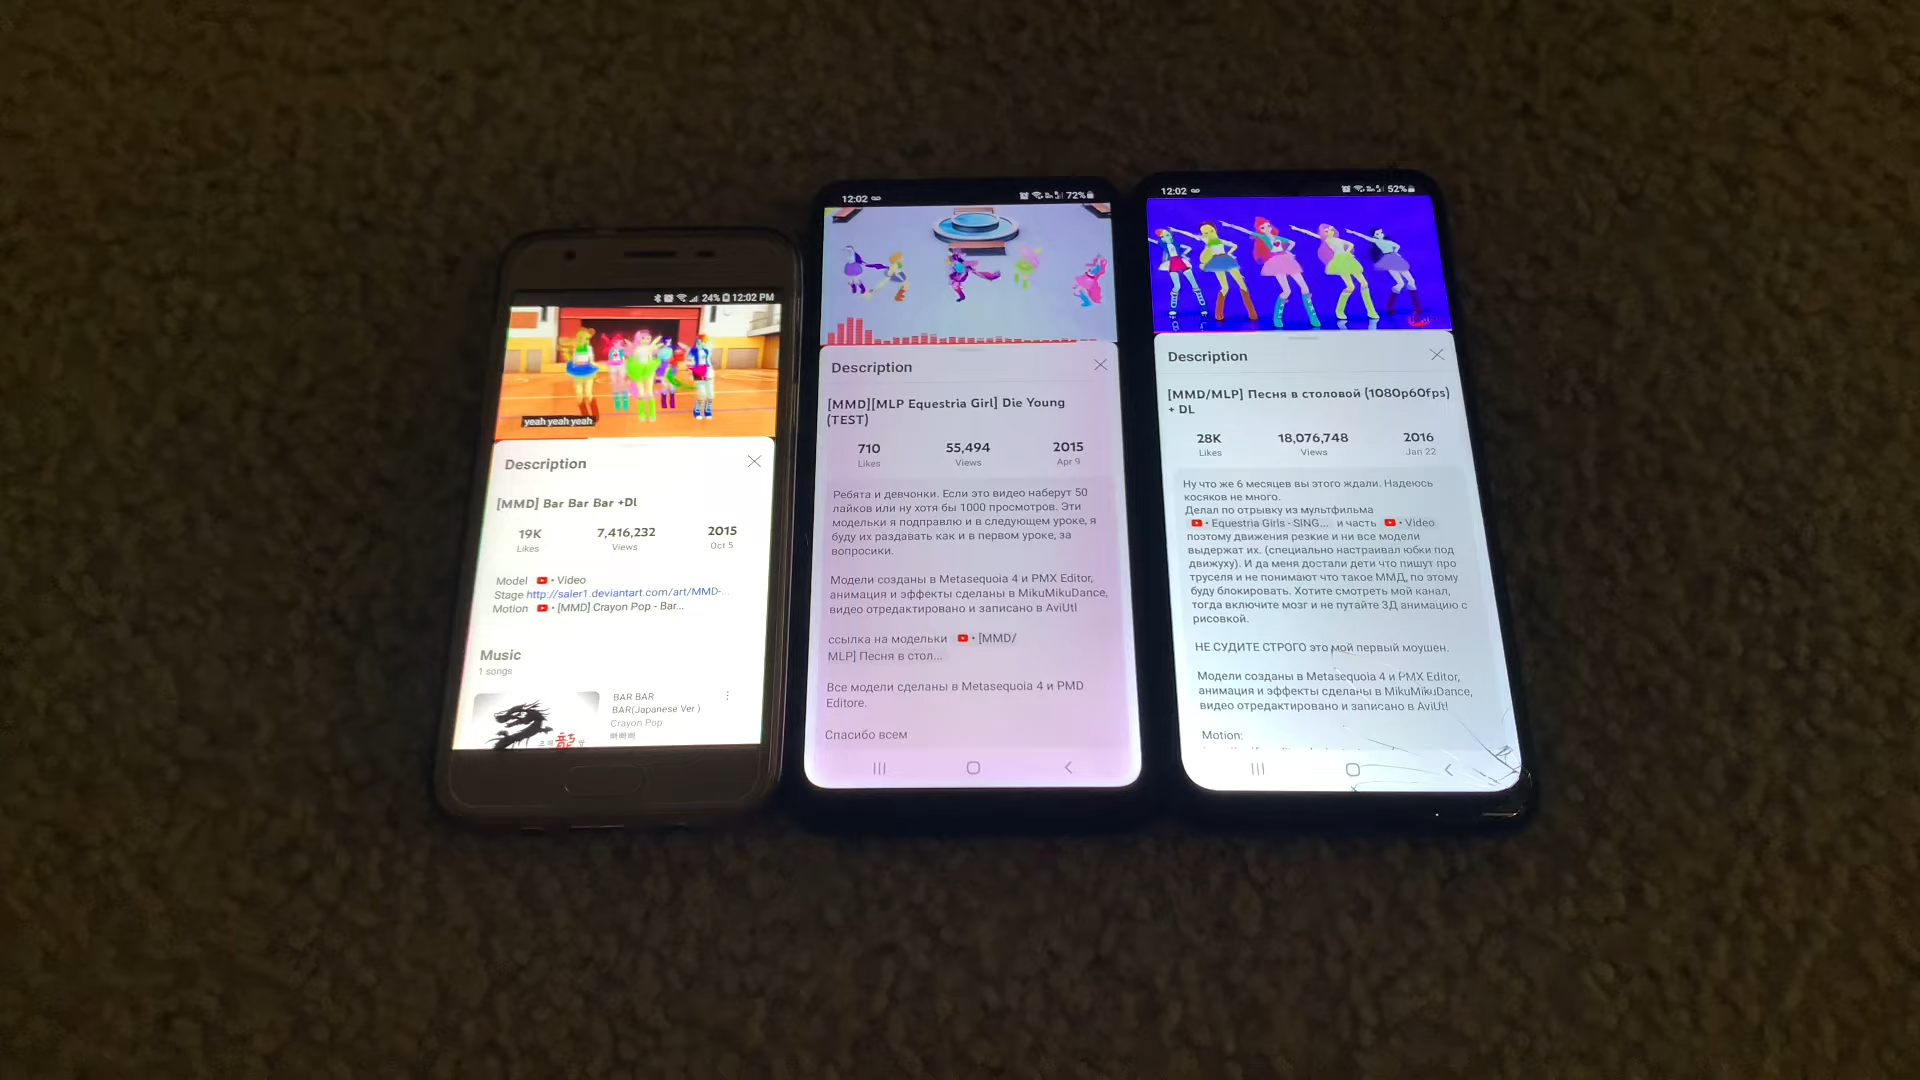 24% 12:02 PM
yeah yeah yeah
Description
[MMD] Bar Bar Bar +Dl
19K 7,416,232 2015
Likes Views Oct 5
Model • Video
Stage http://saler1.deviantart.com/art/MMD-...
Motion • [MMD] Crayon Pop - Bar...
Music
1 songs
BAR BAR
BAR(Japanese Ver )
Crayon Pop
빠빠빠
12:02 72%
Description
[MMD][MLP Equestria Girl] Die Young
(TEST)
710 55,494 2015
Likes Views Apr 9
Ребята и девчонки. Если это видео наберут 50
лайков или ну хотя бы 1000 просмотров. Эти
модельки я подправлю и в следующем уроке, я
буду их раздавать как и в первом уроке, за
вопросики.
Модели созданы в Metasequoia 4 и PMX Editor,
анимация и эффекты сделаны в MikuMikuDance,
видео отредактировано и записано в AviUtl
ссылка на модельки • [MMD/
MLP] Песня в стол...
Все модели сделаны в Metasequoia 4 и PMD
Editore.
Спасибо всем
12:02 52%
Description
[MMD/MLP] Песня в столовой (1080p60fps)
+ DL
28K 18,076,748 2016
Likes Views Jan 22
Ну что же 6 месяцев вы этого ждали. Надеюсь
косяков не много.
Делал по отрывку из мультфильма
• Equestria Girls - SING... и часть • Video
поэтому движения резкие и ни все модели
выдержат их. (специально настраивал юбки под
движуху). И да меня достали дети что пишут про
труселя и не понимают что такое ММД, по этому
буду блокировать. Хотите смотреть мой канал,
тогда включите мозг и не путайте 3Д анимацию с
рисовкой.
НЕ СУДИТЕ СТРОГО это мой первый моушен.
Модели созданы в Metasequoia 4 и PMX Editor,
анимация и эффекты сделаны в MikuMikuDance,
видео отредактировано и записано в AviUtl
Motion: